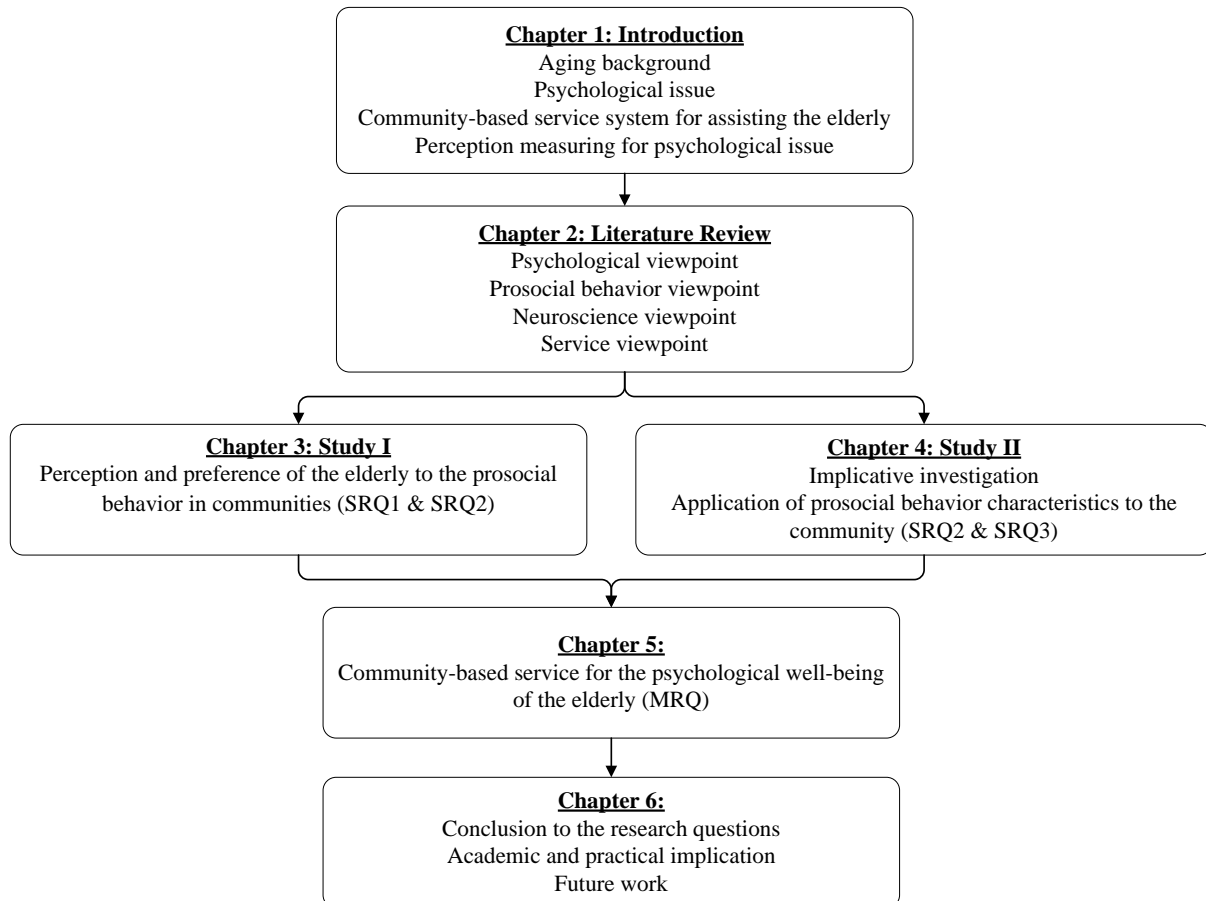 Chapter 1: Introduction
Aging background
Psychological issue
Community-based service system for assisting the elderly
Perception measuring for psychological issue
Chapter 2: Literature Review
Psychological viewpoint
Prosocial behavior viewpoint
Neuroscience viewpoint
Service viewpoint
Chapter 3: Study I
Perception and preference of the elderly to the prosocial
behavior in communities (SRQ1 & SRQ2)
Chapter 4: Study II
Implicative investigation
Application of prosocial behavior characteristics to the
community (SRQ2 & SRQ3)
Chapter 5:
Community-based service for the psychological well-being
of the elderly (MRQ)
Chapter 6:
Conclusion to the research questions
Academic and practical implication
Future work